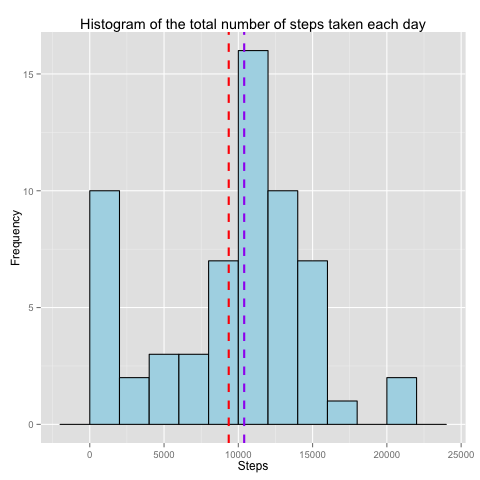 Histogram of the total number of steps taken each day
15
10
5
0
Frequency
0 5000 10000 15000 20000 25000
Steps